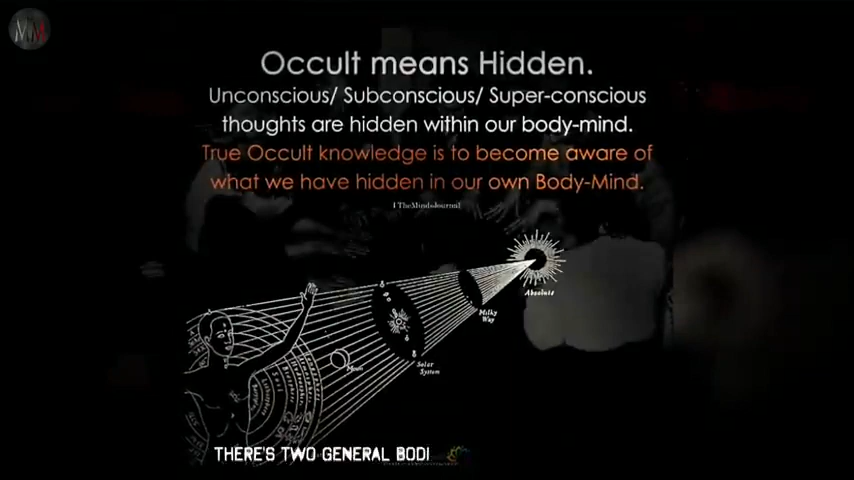 MM
Occult means Hidden.
Unconscious/ Subconscious/ Super-conscious
thoughts are hidden within our body-mind.
True Occult knowledge is to become aware of
what we have hidden in our own Body-Mind.
TheMindsJournal
Absolute
Milky
Way
Moon
Solar
System
THERE'S TWO GENERAL BODI